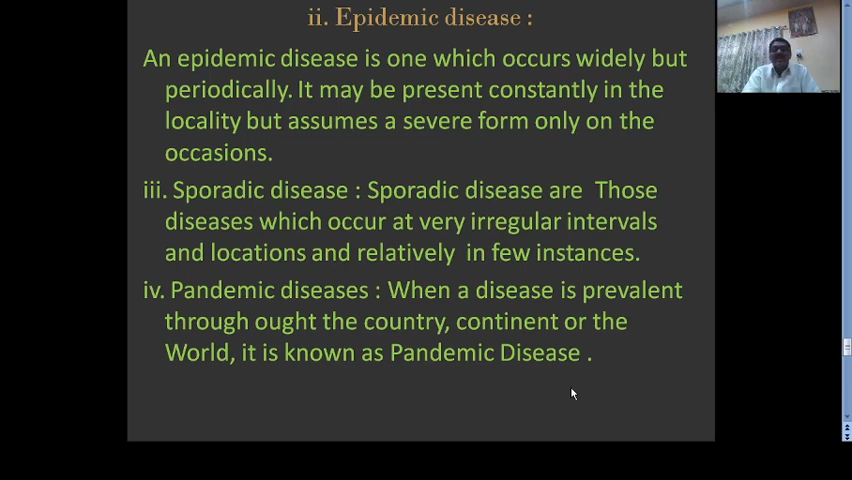 ii. Epidemic disease :
An epidemic disease is one which occurs widely but
periodically. It may be present constantly in the
locality but assumes a severe form only on the
occasions.
iii. Sporadic disease : Sporadic disease are Those
diseases which occur at very irregular intervals
and locations and relatively in few instances.
iv. Pandemic diseases : When a disease is prevalent
through ought the country, continent or the
World, it is known as Pandemic Disease .